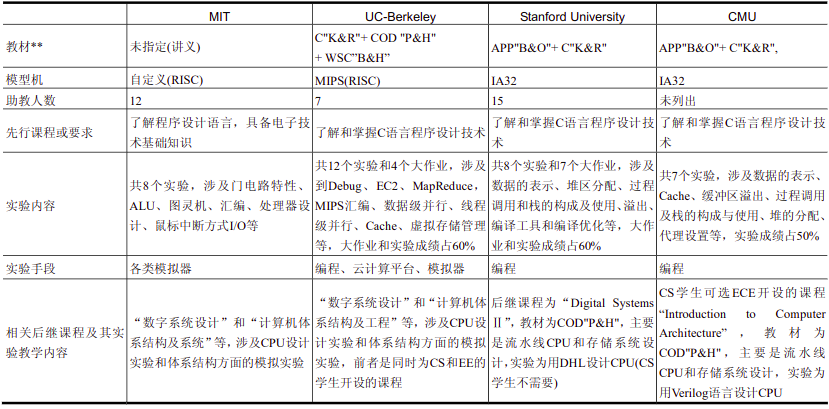 MIT UC-Berkeley Stanford University CMU
教材** 未指定(讲义) C"K&R"+ COD "P&H" + WSC"B&H" APP"B&O"+ C"K&R" APP"B&O"+ C"K&R",
模型机 自定义(RISC) MIPS(RISC) IA32 IA32
助教人数 12 7 15 未列出
先行课程或要求
了解程序设计语言，具备电子技
术基础知识
了解和掌握C语言程序设计技术
了解和掌握C语言程序设计技
术
了解和掌握C语言程序设计技
术
实验内容
共8个实验，涉及门电路特性、
ALU、图灵机、汇编、处理器设
计、鼠标中断方式I/O等
共12个实验和4个大作业，涉及
到Debug、EC2、MapReduce，
MIPS汇编、数据级并行、线程
级并行、Cache、虚拟存储管理
等，大作业和实验成绩占60%
共8个实验和7个大作业，涉及
数据的表示、堆区分配、过程
调用和栈的构成及使用、溢出、
编译工具和编译优化等，大作
业和实验成绩占60%
共7个实验，涉及数据的表示、
Cache、缓冲区溢出、过程调用
及栈的构成与使用、堆的分配、
代理设置等，实验成绩占50%
实验手段 各类模拟器 编程、云计算平台、模拟器 编程 编程
相关后继课程及其实
验教学内容
“数字系统设计”和“计算机体
系结构及系统”等，涉及CPU设计
实验和体系结构方面的模拟实验
“数字系统设计”和“计算机体
系结构及工程”等，涉及CPU设
计实验和体系结构方面的模拟
实验，前者是同时为CS和EE的
学生开设的课程
后继课程为“Digital Systems
Ⅱ”，教材为COD"P&H"，主要
是流水线CPU和存储系统设
计，实验为用DHL设计CPU(CS
学生不需要)
CS学生可选ECE开设的课程
“Introduction to Computer
Architecture”，教材为
COD"P&H"，主要是流水线
CPU和存储系统设计，实验为
用Verilog语言设计CPU